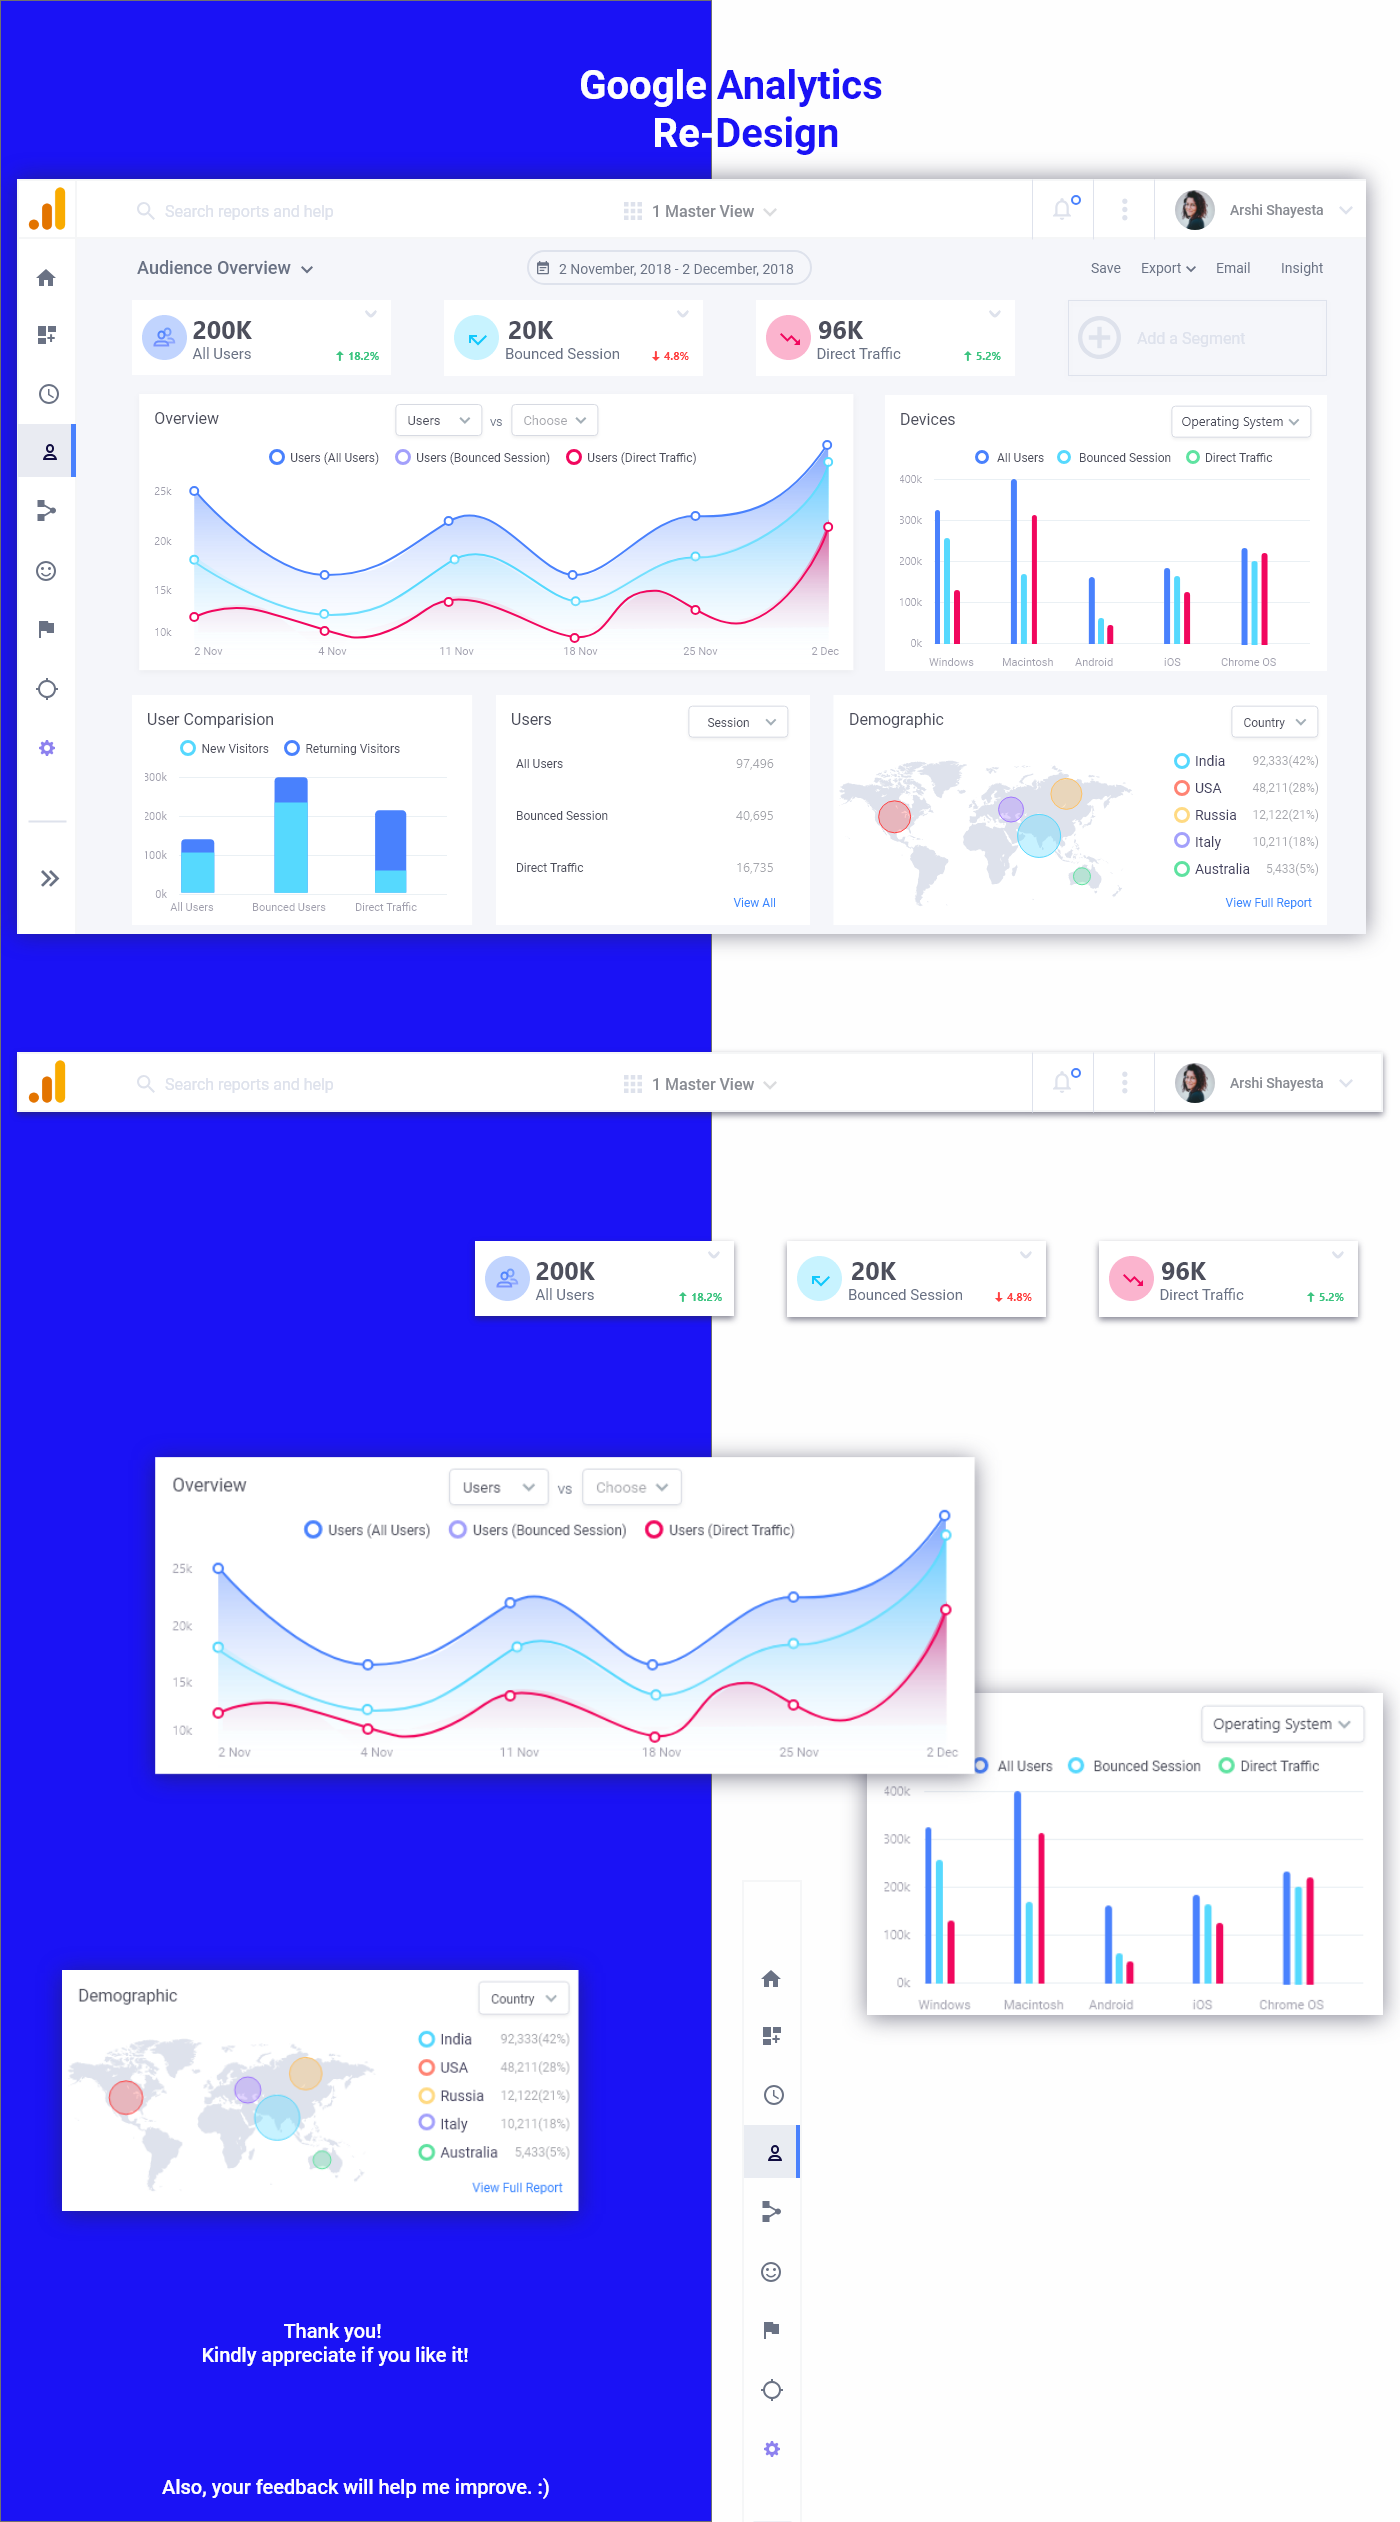 Google Analytics
Re-Design
Search reports and help
1 Master View
Arshi Shayesta
Audience Overview
2 November, 2018 - 2 December, 2018
Save Export Email Insight
200K
All Users
18.2%
20K
Bounced Session
4.8%
96K
Direct Traffic
5.2%
Add a Segment
Overview
Users vs Choose
Users (All Users) Users (Bounced Session) Users (Direct Traffic)
25k
20k
15k
10k
2 Nov 4 Nov 11 Nov 18 Nov 25 Nov 2 Dec
Devices
Operating System
All Users Bounced Session Direct Traffic
400k
300k
200k
100k
0k
Windows Macintosh Android iOS Chrome OS
User Comparision
New Visitors Returning Visitors
300k
200k
100k
0k
All Users Bounced Users Direct Traffic
Users
Session
All Users 97,496
Bounced Session 40,695
Direct Traffic 16,735
View All
Demographic
Country
India 92,333(42%)
USA 48,211(28%)
Russia 12,122(21%)
Italy 10,211(18%)
Australia 5,433(5%)
View Full Report
Search reports and help
1 Master View
Arshi Shayesta
200K
All Users
18.2%
20K
Bounced Session
4.8%
96K
Direct Traffic
5.2%
Overview
Users vs Choose
Users (All Users) Users (Bounced Session) Users (Direct Traffic)
25k
20k
15k
10k
2 Nov 4 Nov 11 Nov 18 Nov 25 Nov 2 Dec
Operating System
All Users Bounced Session Direct Traffic
400k
300k
200k
100k
0k
Windows Macintosh Android iOS Chrome OS
Demographic
Country
India 92,333(42%)
USA 48,211(28%)
Russia 12,122(21%)
Italy 10,211(18%)
Australia 5,433(5%)
View Full Report
Thank you!
Kindly appreciate if you like it!
Also, your feedback will help me improve. :)